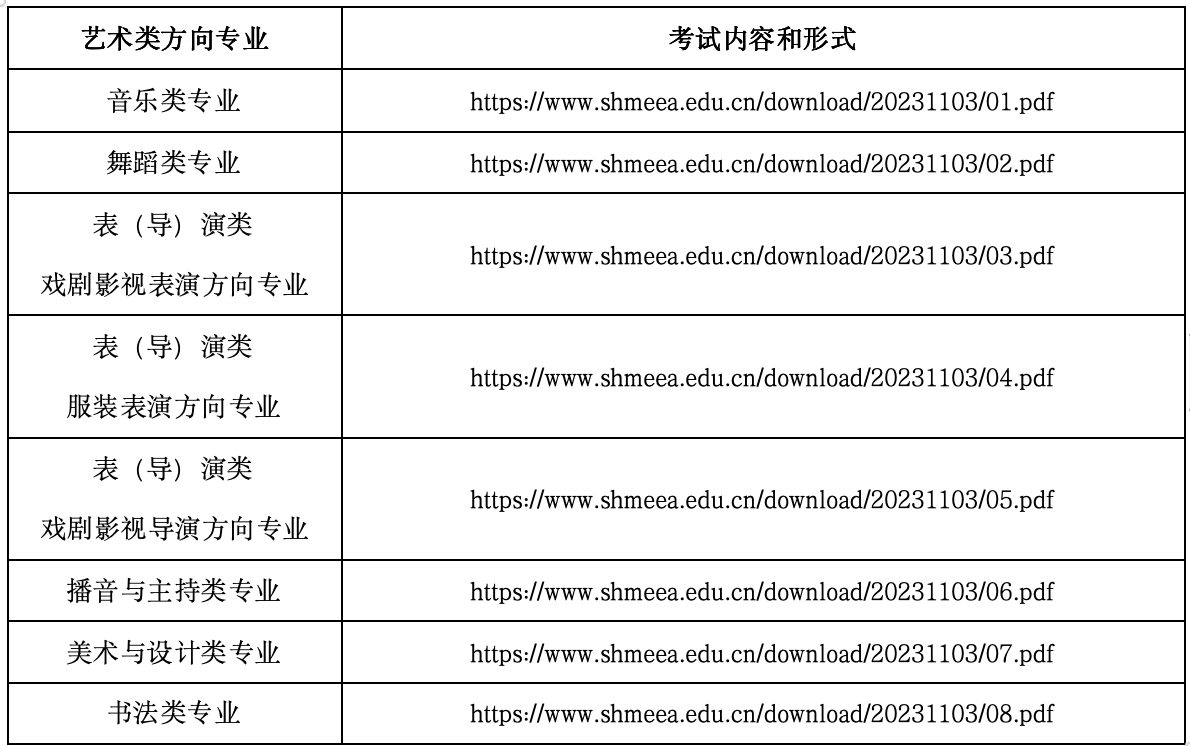 艺术类方向专业
考试内容和形式
音乐类专业
https://www.shmeea.edu.cn/download/20231103/01.pdf
舞蹈类专业
https://www.shmeea.edu.cn/download/20231103/02.pdf
表（导）演类
戏剧影视表演方向专业
https://www.shmeea.edu.cn/download/20231103/03.pdf
表（导）演类
服装表演方向专业
https://www.shmeea.edu.cn/download/20231103/04.pdf
表（导）演类
戏剧影视导演方向专业
https://www.shmeea.edu.cn/download/20231103/05.pdf
播音与主持类专业
https://www.shmeea.edu.cn/download/20231103/06.pdf
美术与设计类专业
https://www.shmeea.edu.cn/download/20231103/07.pdf
书法类专业
https://www.shmeea.edu.cn/download/20231103/08.pdf